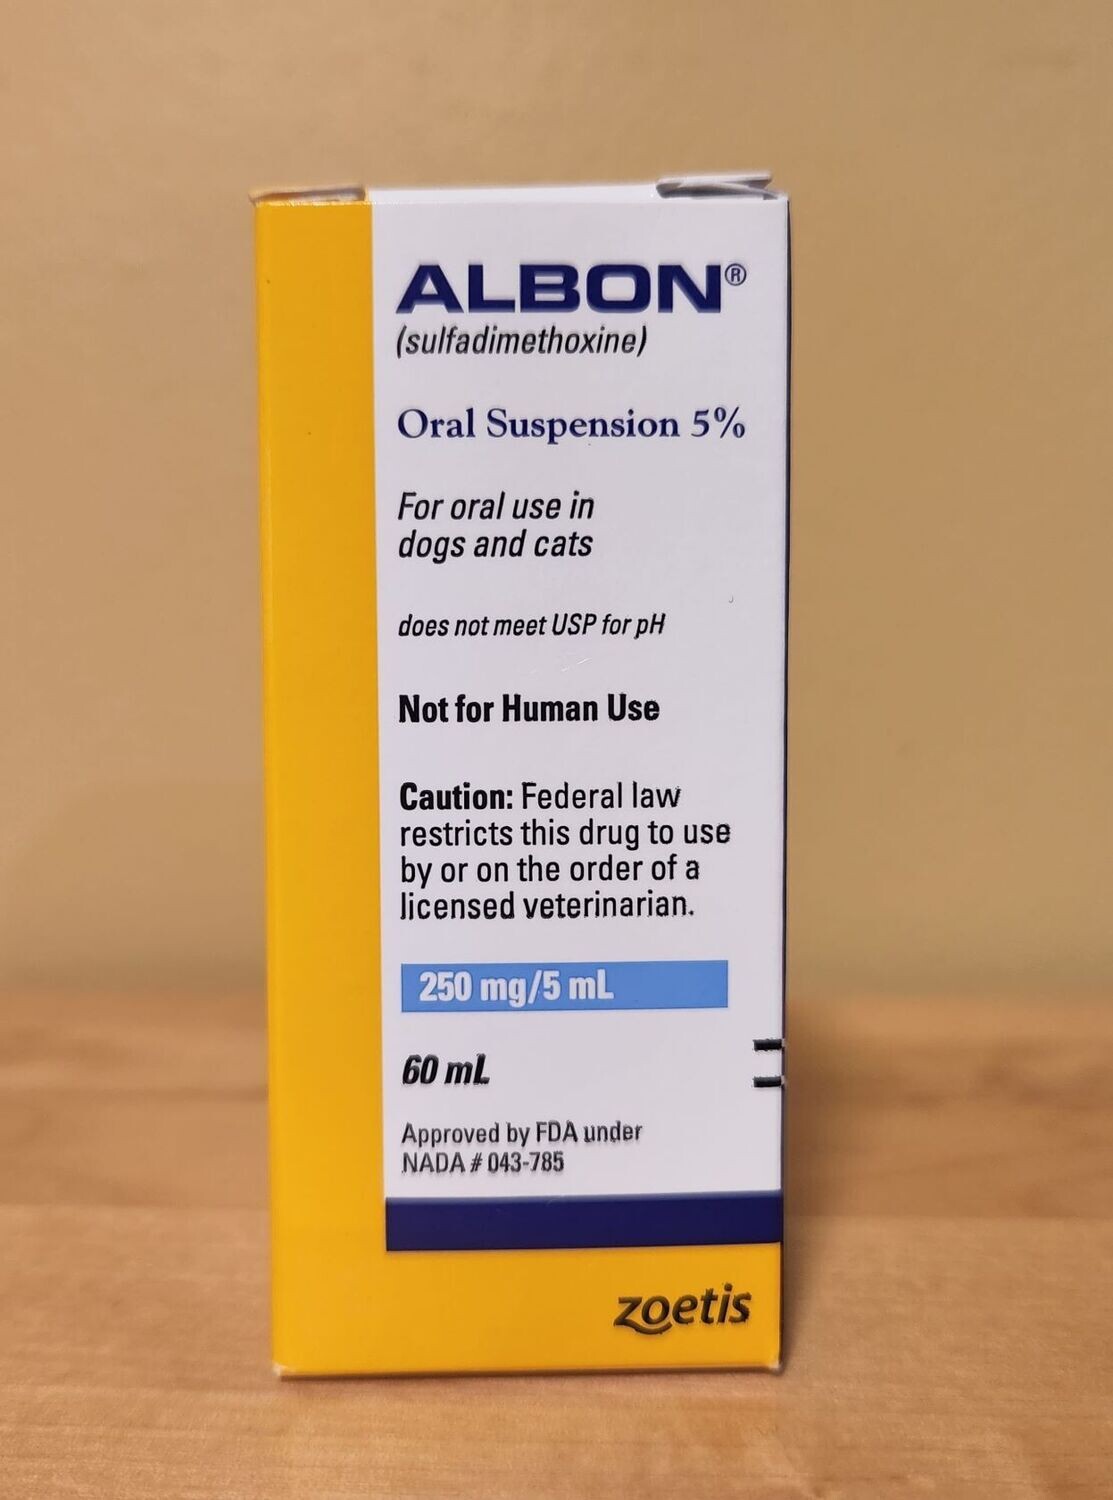 ALBON®
(sulfadimethoxine)
Oral Suspension 5%
For oral use in
dogs and cats
does not meet USP for pH
Not for Human Use
Caution: Federal law
restricts this drug to use
by or on the order of a
licensed veterinarian.
250 mg/5 mL
60 mL
Approved by FDA under
NADA # 043-785
zoetis